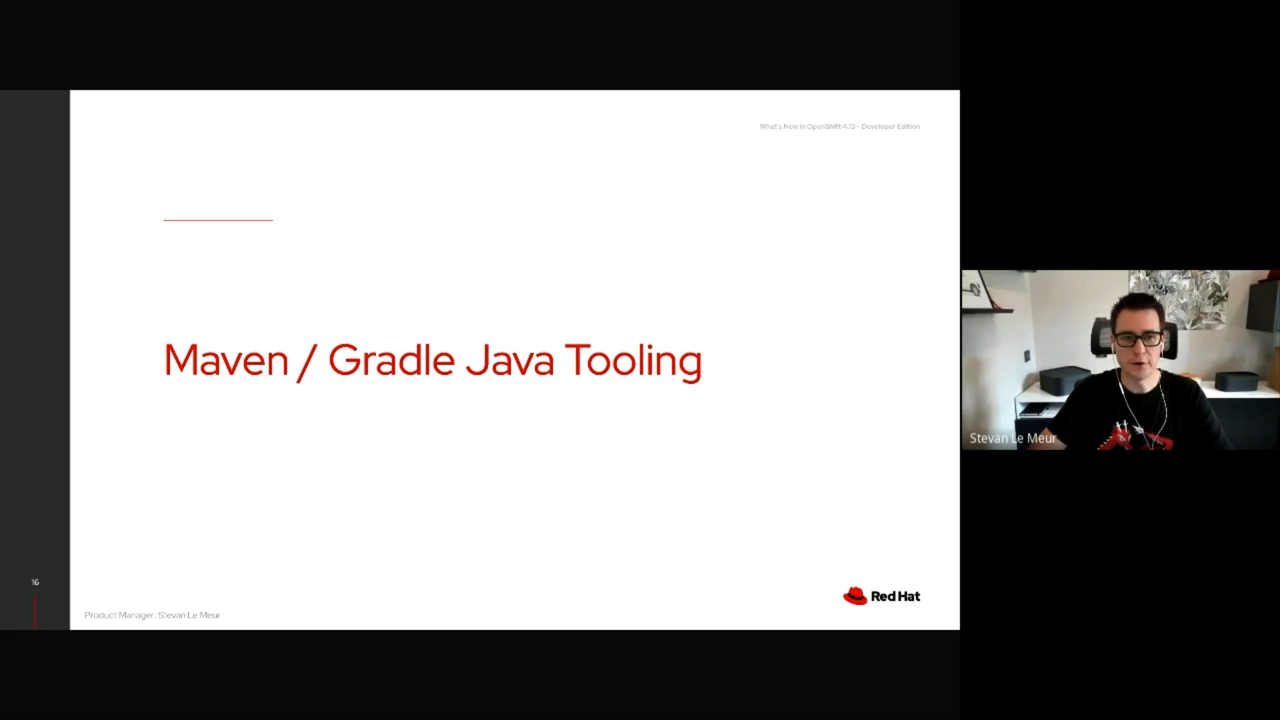 What's New in OpenShift 4.13 - Developer Edition
Maven / Gradle Java Tooling
Stevan Le Meur
16
Red Hat
Product Manager: Stevan Le Meur